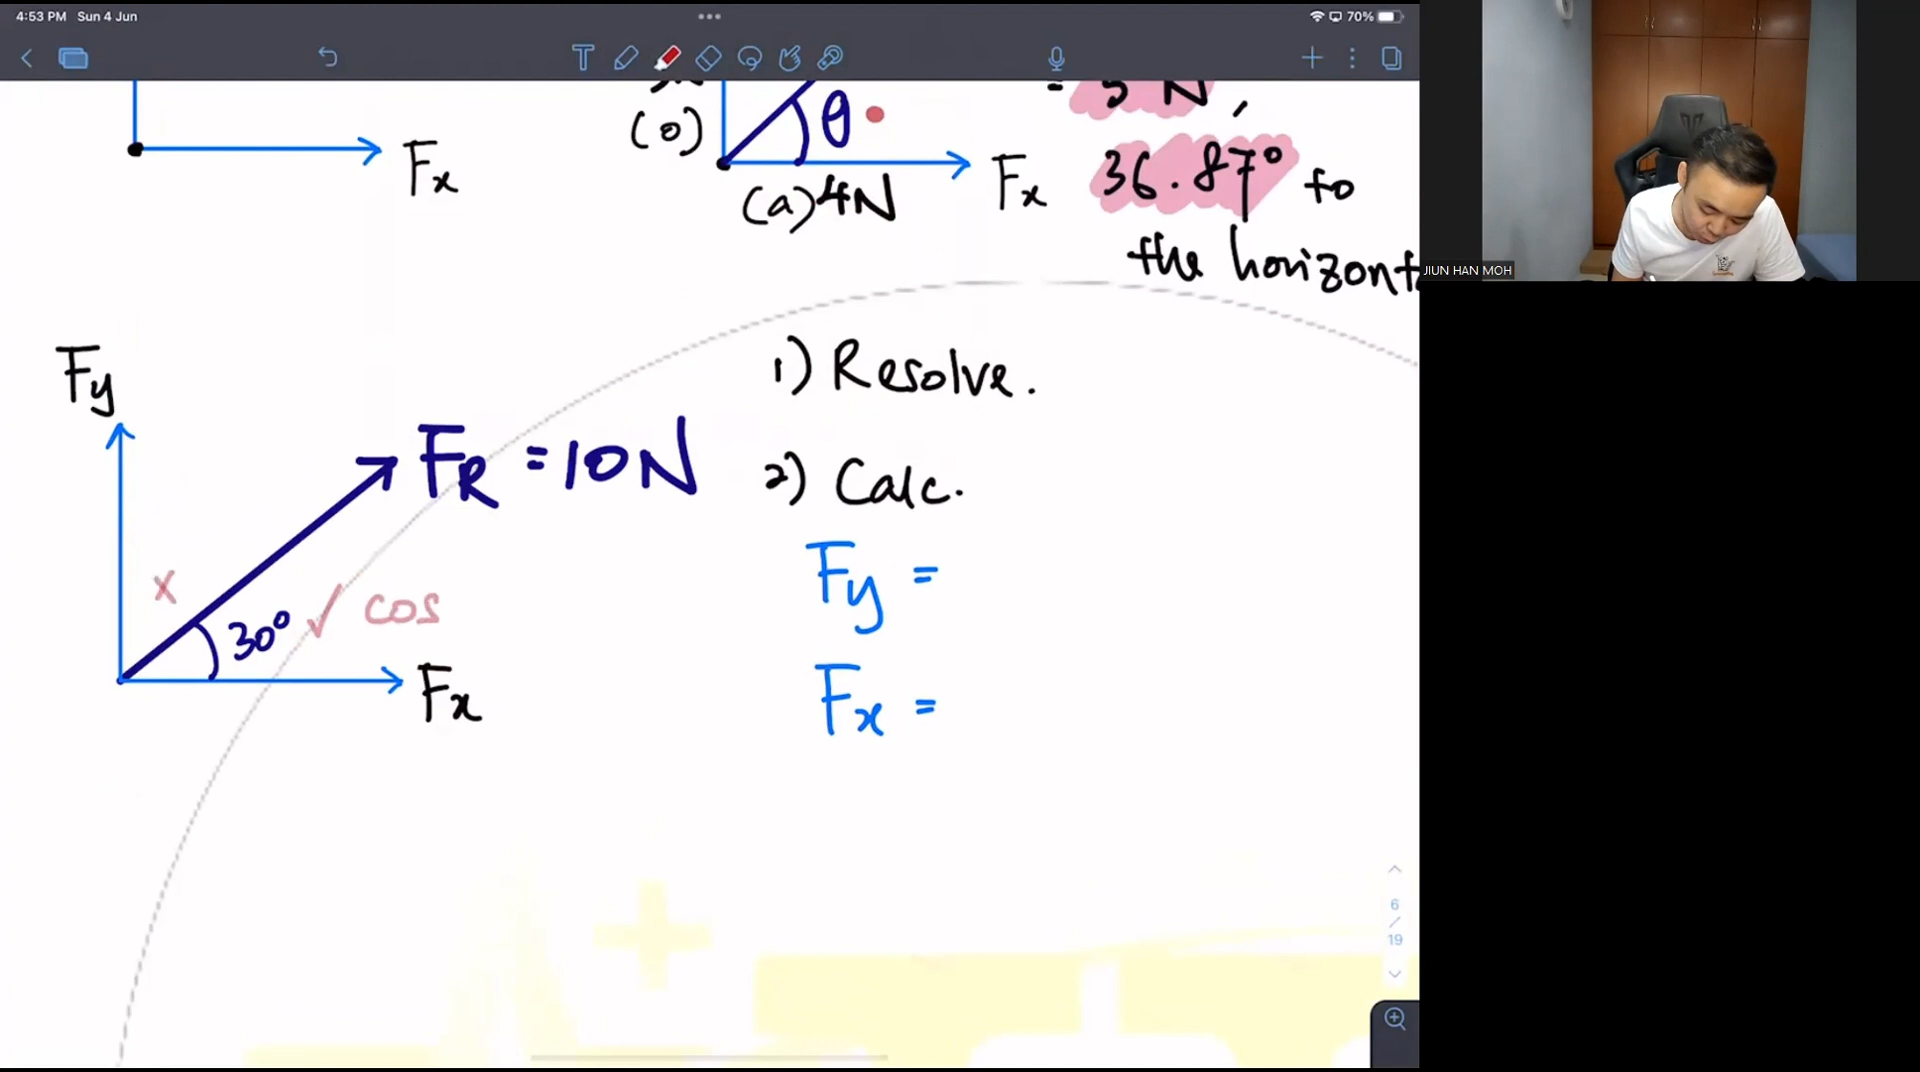 4:53 PM Sun 4 Jun
70%
T
(o)
θ
= 5 N,
Fx
(a) 4N
Fx
36.87° to
the horizont
JIUN HAN MOH
Fy
1) Resolve.
FR = 10N
2) Calc.
Fy =
x
30° ✓ cos
Fx
Fx =
6
/
19